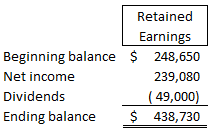 Retained
Earnings
Beginning balance $ 248,650
Net income 239,080
Dividends ( 49,000)
Ending balance $ 438,730